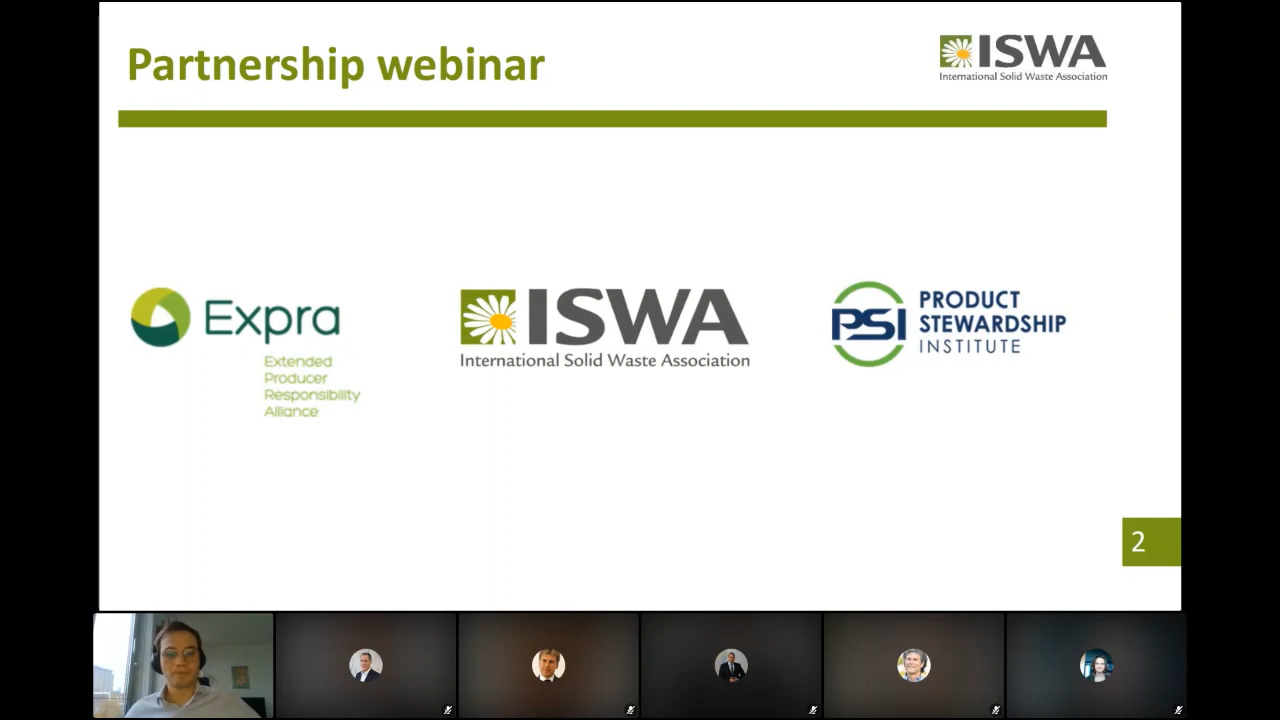 Partnership webinar
ISWA
International Solid Waste Association
Expra
Extended
Producer
Responsibility
Alliance
ISWA
International Solid Waste Association
PSI
PRODUCT
STEWARDSHIP
INSTITUTE
2